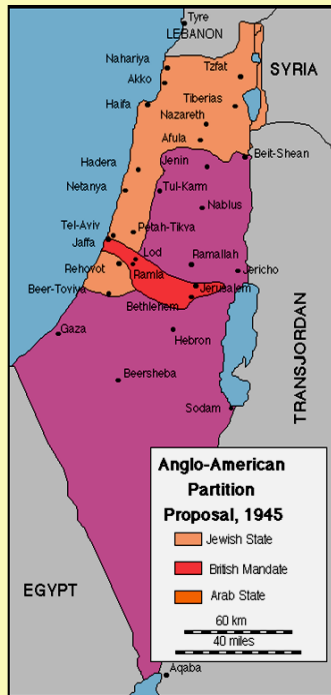 Tyre
LEBANON
Nahariya
Tzfat
SYRIA
Akko
Tiberias
Haifa
Nazareth
Afula
Beit-Shean
Jenin
Hadera
Netanya
Tul-Karm
Nablus
Tel-Aviv
Petah-Tikva
Jaffa
Lod
Ramallah
Rehovot
Ramla
Jericho
Jerusalem
Beer-Toviya
Bethlehem
Gaza
Hebron
Beersheba
Sodam
TRANSJORDAN
EGYPT
Aqaba
Anglo-American
Partition
Proposal, 1945
Jewish State
British Mandate
Arab State
60 km
40 miles